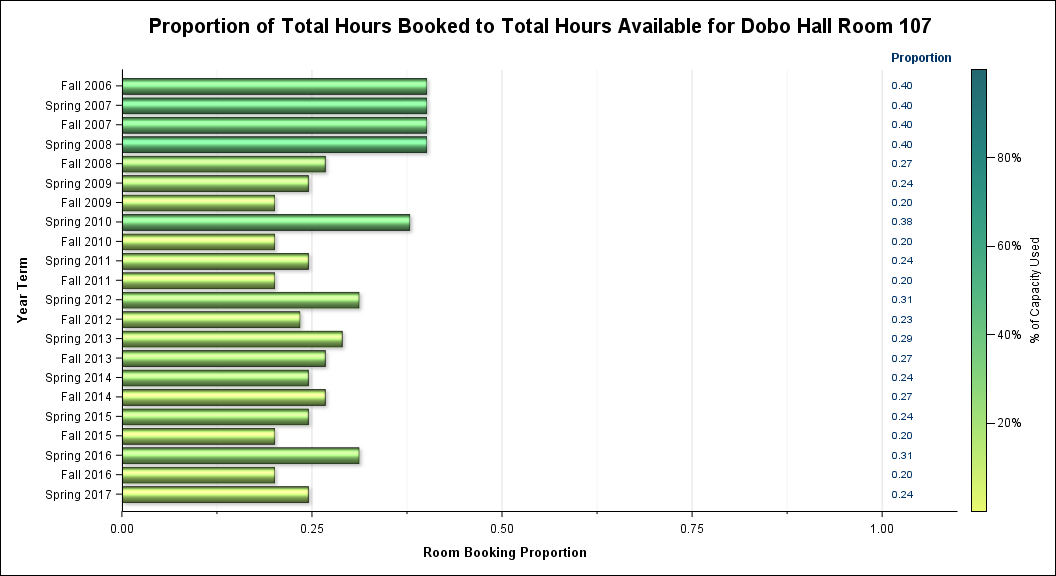 Proportion of Total Hours Booked to Total Hours Available for Dobo Hall Room 107
Proportion
Fall 2006 0.40
Spring 2007 0.40
Fall 2007 0.40
Spring 2008 0.40
Fall 2008 0.27
Spring 2009 0.24
Fall 2009 0.20
Spring 2010 0.38
Fall 2010 0.20
Spring 2011 0.24
Fall 2011 0.20
Spring 2012 0.31
Fall 2012 0.23
Spring 2013 0.29
Fall 2013 0.27
Spring 2014 0.24
Fall 2014 0.27
Spring 2015 0.24
Fall 2015 0.20
Spring 2016 0.31
Fall 2016 0.20
Spring 2017 0.24
Year Term
0.00 0.25 0.50 0.75 1.00
Room Booking Proportion
80%
60%
40%
20%
% of Capacity Used